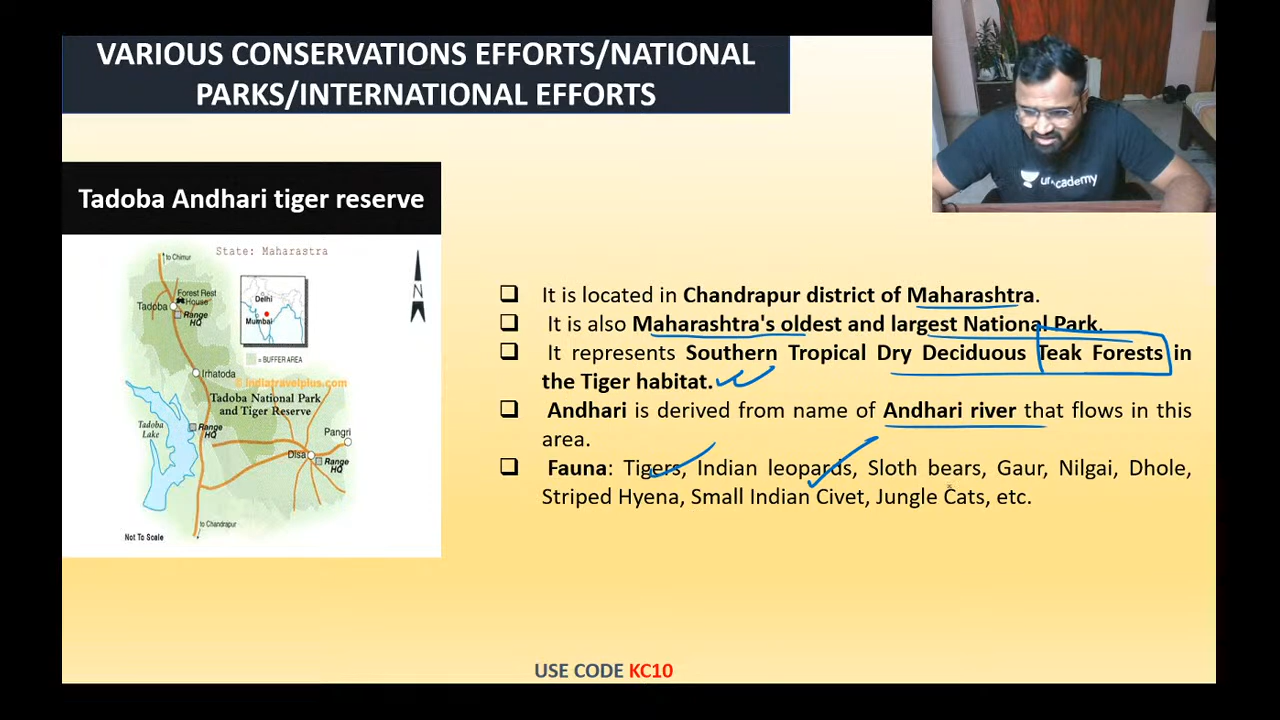 VARIOUS CONSERVATIONS EFFORTS/NATIONAL
PARKS/INTERNATIONAL EFFORTS
unacademy
Tadoba Andhari tiger reserve
State: Maharastra
to Chimur
N
Forest Rest
House
Tadoba
Range
HQ
Delhi
Mumbai
= BUFFER AREA
Irhatoda
© indiatravelplus.com
Tadoba National Park
and Tiger Reserve
Tadoba
Lake
Range
HQ
Pangri
Disa
Range
HQ
to Chandrapur
Not To Scale
❑ It is located in Chandrapur district of Maharashtra.
❑ It is also Maharashtra's oldest and largest National Park.
❑ It represents Southern Tropical Dry Deciduous Teak Forests in
the Tiger habitat.
❑ Andhari is derived from name of Andhari river that flows in this
area.
❑ Fauna: Tigers, Indian leopards, Sloth bears, Gaur, Nilgai, Dhole,
Striped Hyena, Small Indian Civet, Jungle Cats, etc.
USE CODE KC10